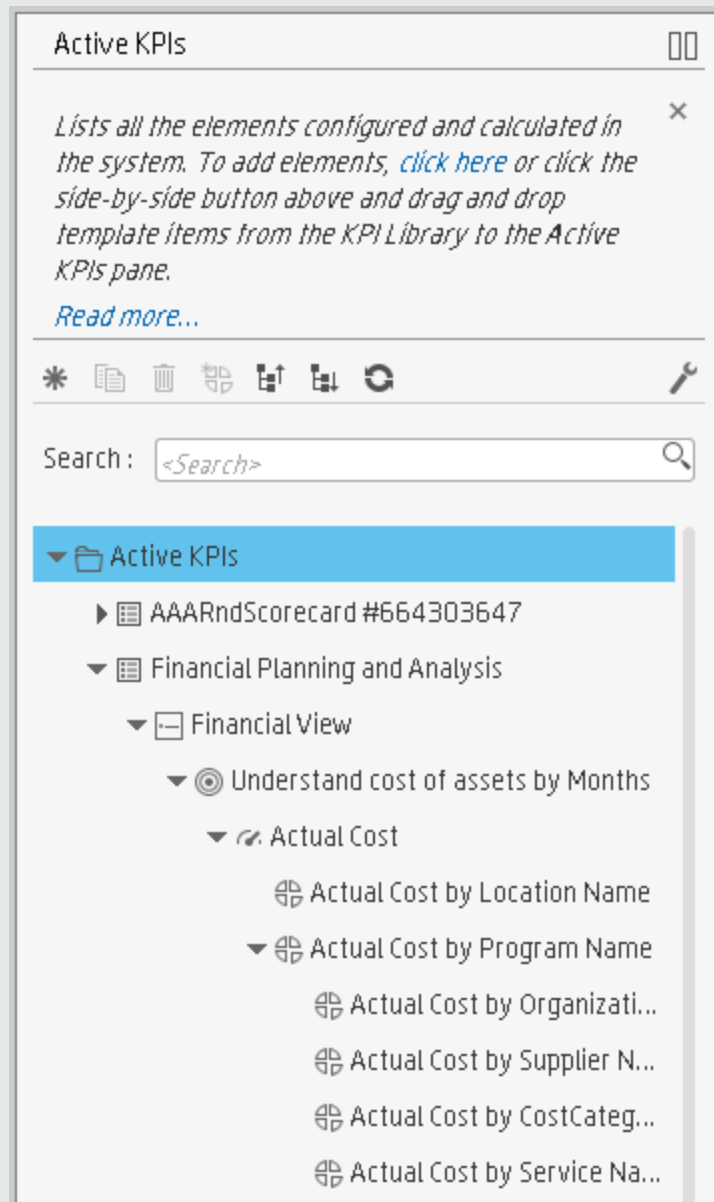 Active KPIs
Lists all the elements configured and calculated in
the system. To add elements, click here or click the
side-by-side button above and drag and drop
template items from the KPI Library to the Active
KPIs pane.
Read more...
Search : <Search>
Active KPIs
AAARndScorecard #664303647
Financial Planning and Analysis
Financial View
Understand cost of assets by Months
Actual Cost
Actual Cost by Location Name
Actual Cost by Program Name
Actual Cost by Organizati...
Actual Cost by Supplier N...
Actual Cost by CostCateg...
Actual Cost by Service Na...